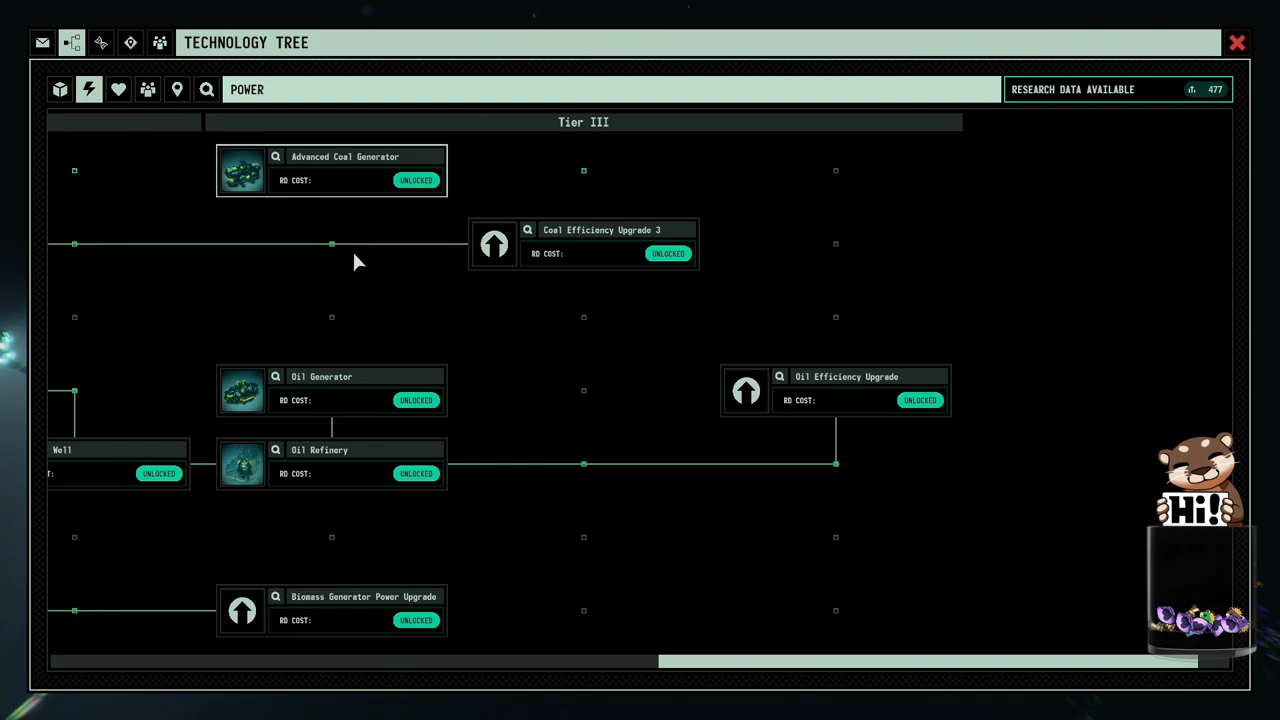 TECHNOLOGY TREE
POWER
RESEARCH DATA AVAILABLE 477
Tier III
Advanced Coal Generator
RD COST: UNLOCKED
Coal Efficiency Upgrade 3
RD COST: UNLOCKED
Oil Generator
RD COST: UNLOCKED
Oil Efficiency Upgrade
RD COST: UNLOCKED
Well
T: UNLOCKED
Oil Refinery
RD COST: UNLOCKED
Hi!
Biomass Generator Power Upgrade
RD COST: UNLOCKED